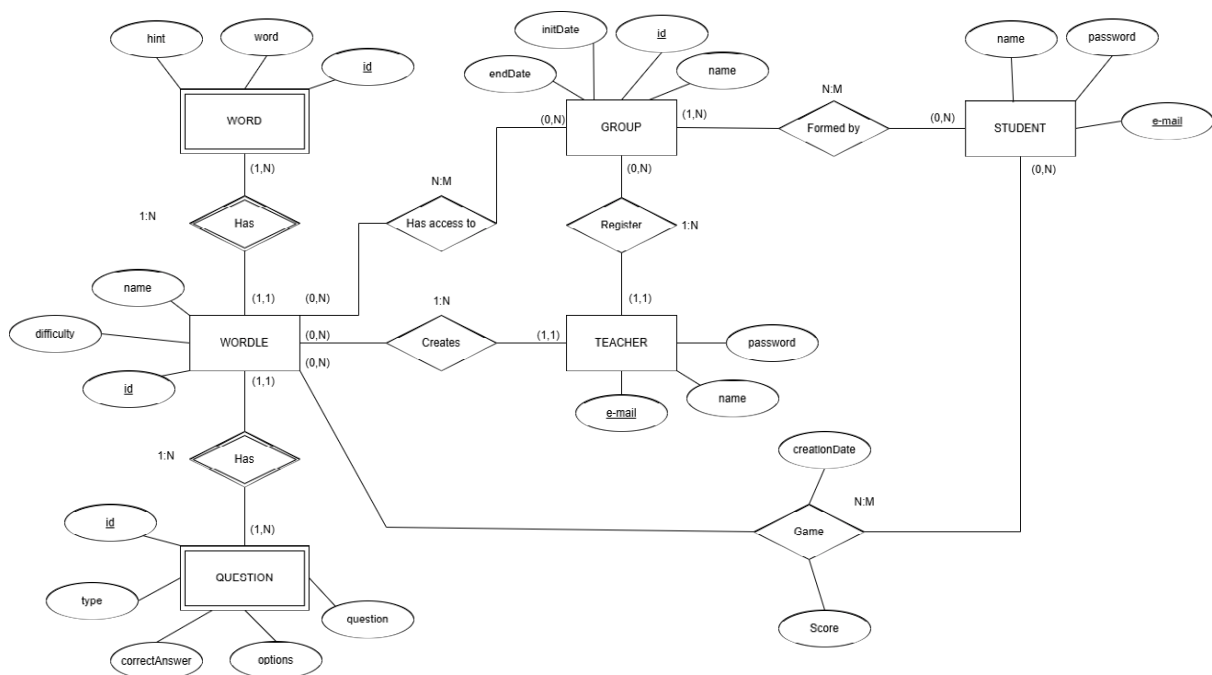 hint
word
id
WORD
(1,N)
1:N
Has
(1,1)
initDate
id
endDate
name
GROUP
(0,N)
(1,N)
(0,N)
N:M
Formed by
(0,N)
name
password
e-mail
STUDENT
(0,N)
N:M
Has access to
Register
1:N
(1,1)
name
difficulty
id
WORDLE
(0,N)
(0,N)
(0,N)
(1,1)
1:N
Creates
(1,1)
TEACHER
password
name
e-mail
1:N
Has
(1,N)
id
type
correctAnswer
options
question
QUESTION
creationDate
N:M
Game
Score